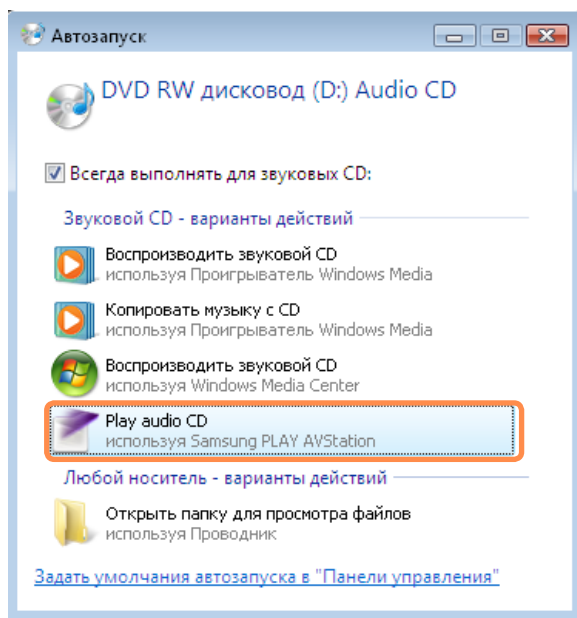 Автозапуск
DVD RW дисковод (D:) Audio CD
Всегда выполнять для звуковых CD:
Звуковой CD - варианты действий
Воспроизводить звуковой CD
используя Проигрыватель Windows Media
Копировать музыку с CD
используя Проигрыватель Windows Media
Воспроизводить звуковой CD
используя Windows Media Center
Play audio CD
используя Samsung PLAY AVStation
Любой носитель - варианты действий
Открыть папку для просмотра файлов
используя Проводник
Задать умолчания автозапуска в "Панели управления"